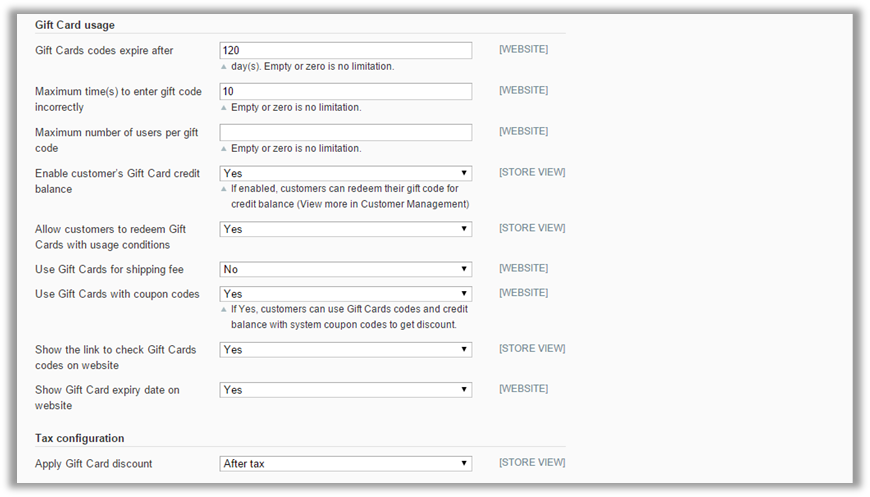 Gift Card usage
Gift Cards codes expire after 120 [WEBSITE]
day(s). Empty or zero is no limitation.
Maximum time(s) to enter gift code 10 [WEBSITE]
incorrectly Empty or zero is no limitation.
Maximum number of users per gift [WEBSITE]
code Empty or zero is no limitation.
Enable customer's Gift Card credit Yes [STORE VIEW]
balance If enabled, customers can redeem their gift code for
credit balance (View more in Customer Management)
Allow customers to redeem Gift Yes [STORE VIEW]
Cards with usage conditions
Use Gift Cards for shipping fee No [WEBSITE]
Use Gift Cards with coupon codes Yes [WEBSITE]
If Yes, customers can use Gift Cards codes and credit
balance with system coupon codes to get discount.
Show the link to check Gift Cards Yes [STORE VIEW]
codes on website
Show Gift Card expiry date on Yes [WEBSITE]
website
Tax configuration
Apply Gift Card discount After tax [STORE VIEW]